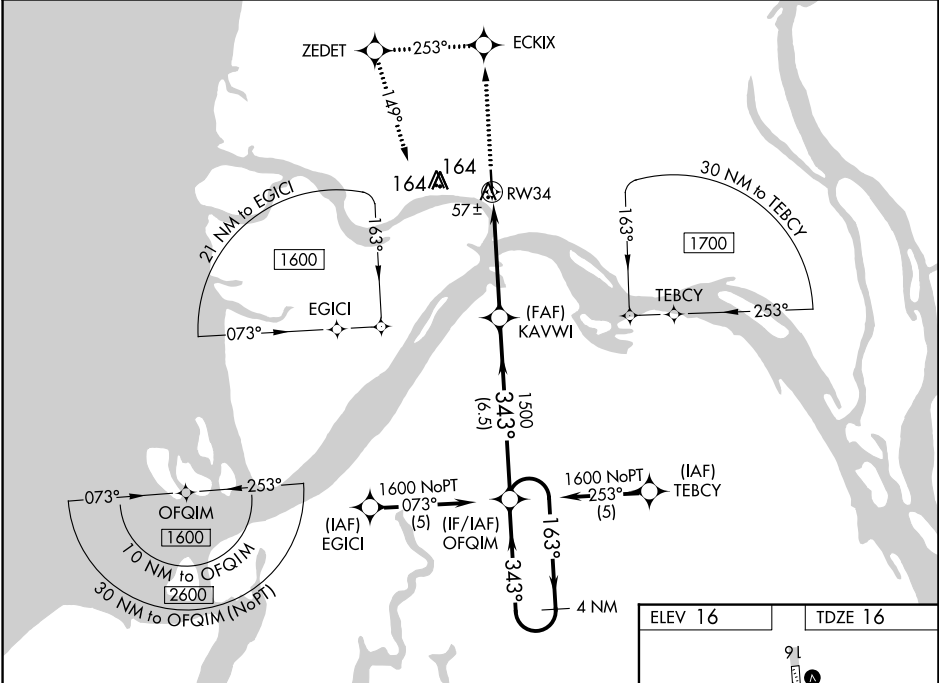 ZEDET
253°
ECKIX
149°
164
164
57±
RW34
21 NM to EGICI
163°
1600
EGICI
073°
30 NM to TEBCY
163°
1700
TEBCY
253°
(FAF)
KAVWI
343°
1500
(6.5)
073°
253°
OFQIM
1600
10 NM to OFQIM
2600
30 NM to OFQIM (NoPT)
1600 NoPT
073°
(5)
(IAF)
EGICI
(IF/IAF)
OFQIM
1600 NoPT
253°
(5)
(IAF)
TEBCY
163°
343°
4 NM
ELEV 16
TDZE 16
16
A